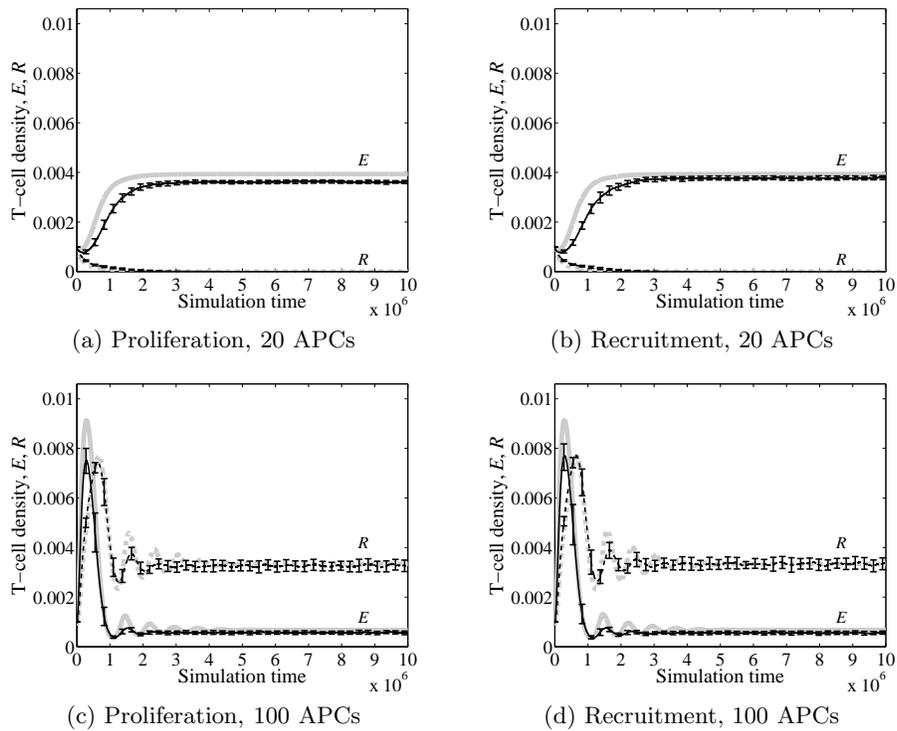 0.01
0.008
0.006
0.004
0.002
0
T−cell density, E, R
E
R
0 1 2 3 4 5 6 7 8 9 10
Simulation time
x 10^6
(a) Proliferation, 20 APCs
0.01
0.008
0.006
0.004
0.002
0
T−cell density, E, R
E
R
0 1 2 3 4 5 6 7 8 9 10
Simulation time
x 10^6
(b) Recruitment, 20 APCs
0.01
0.008
0.006
0.004
0.002
0
T−cell density, E, R
R
E
0 1 2 3 4 5 6 7 8 9 10
Simulation time
x 10^6
(c) Proliferation, 100 APCs
0.01
0.008
0.006
0.004
0.002
0
T−cell density, E, R
R
E
0 1 2 3 4 5 6 7 8 9 10
Simulation time
x 10^6
(d) Recruitment, 100 APCs